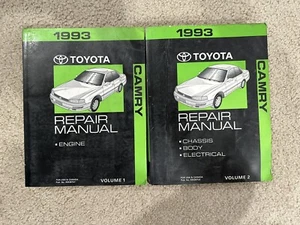 1993
TOYOTA
CAMRY
REPAIR
MANUAL
• ENGINE
VOLUME 1
1993
TOYOTA
CAMRY
REPAIR
MANUAL
• CHASSIS
• BODY
• ELECTRICAL
VOLUME 2